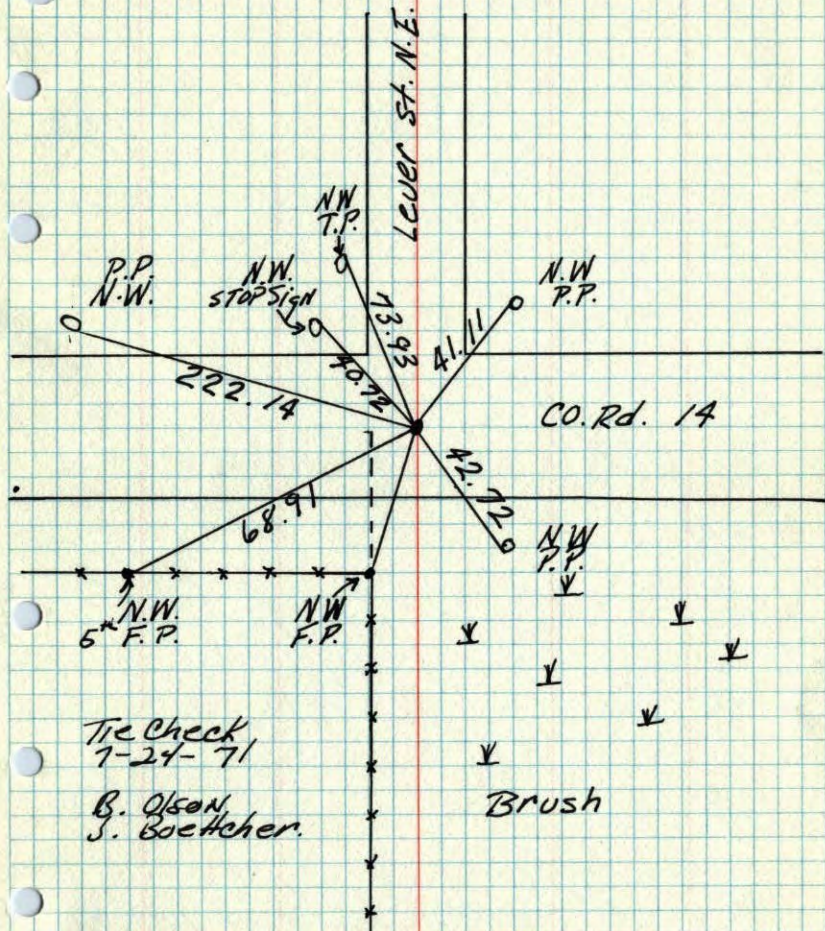 Lever St. N.E.
NW
T.P.
P.P.
N.W.
N.W.
STOP Sign
N.W
P.P.
73.93
41.11
40.72
222.14
CO. Rd. 14
42.72
68.91
N.W
P.P.
N.W.
5th F.P.
NW
F.P.
Tie Check
7-24-71
B. Olson
J. Boettcher.
Brush